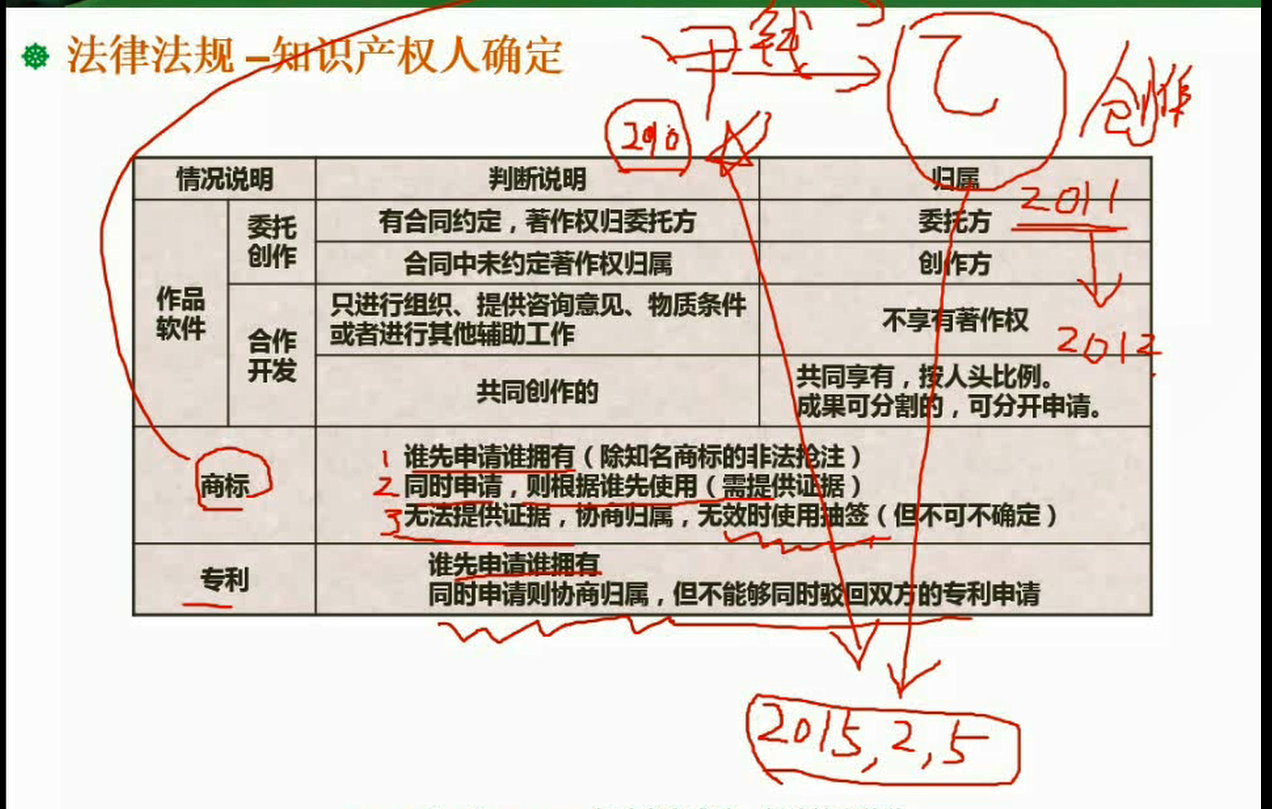 法律法规 –知识产权人确定
甲 钱 乙
创作
2010
情况说明 判断说明 归属
2011
作品
软件
委托
创作
有合同约定，著作权归委托方 委托方
合同中未约定著作权归属 创作方
合作
开发
只进行组织、提供咨询意见、物质条件
或者进行其他辅助工作
不享有著作权
2012
共同创作的
共同享有，按人头比例。
成果可分割的，可分开申请。
商标
1 谁先申请谁拥有（除知名商标的非法抢注）
2 同时申请，则根据谁先使用（需提供证据）
3 无法提供证据，协商归属，无效时使用抽签（但不可不确定）
专利
谁先申请谁拥有
同时申请则协商归属，但不能够同时驳回双方的专利申请
2015,2,5